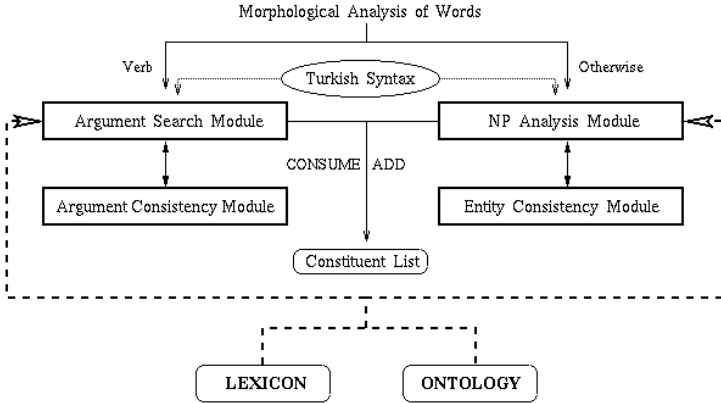 Morphological Analysis of Words
Verb
Turkish Syntax
Otherwise
Argument Search Module
NP Analysis Module
CONSUME
ADD
Argument Consistency Module
Entity Consistency Module
Constituent List
LEXICON
ONTOLOGY